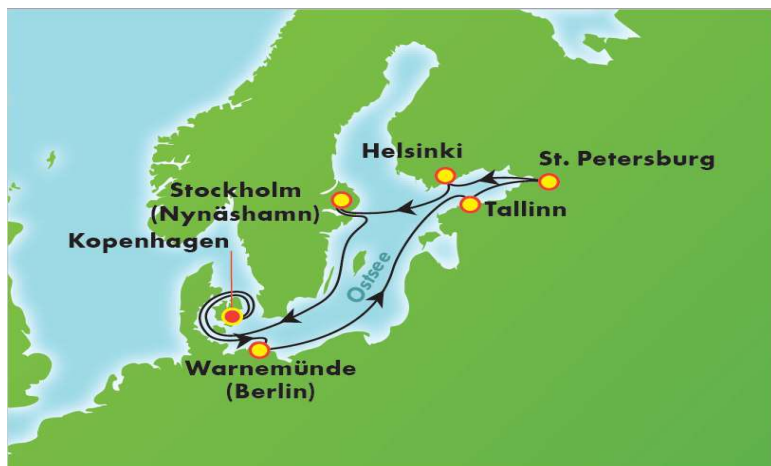 Helsinki
St. Petersburg
Stockholm
(Nynäshamn)
Tallinn
Kopenhagen
Ostsee
Warnemünde
(Berlin)